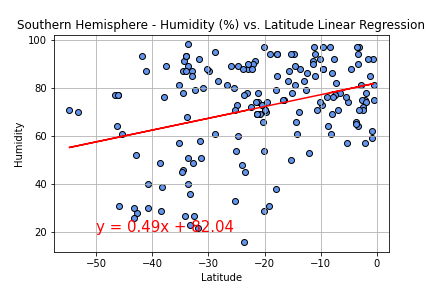 Southern Hemisphere - Humidity (%) vs. Latitude Linear Regression
100
80
60
40
20
Humidity
y = 0.49x + 82.04
−50
−40
−30
−20
−10
0
Latitude